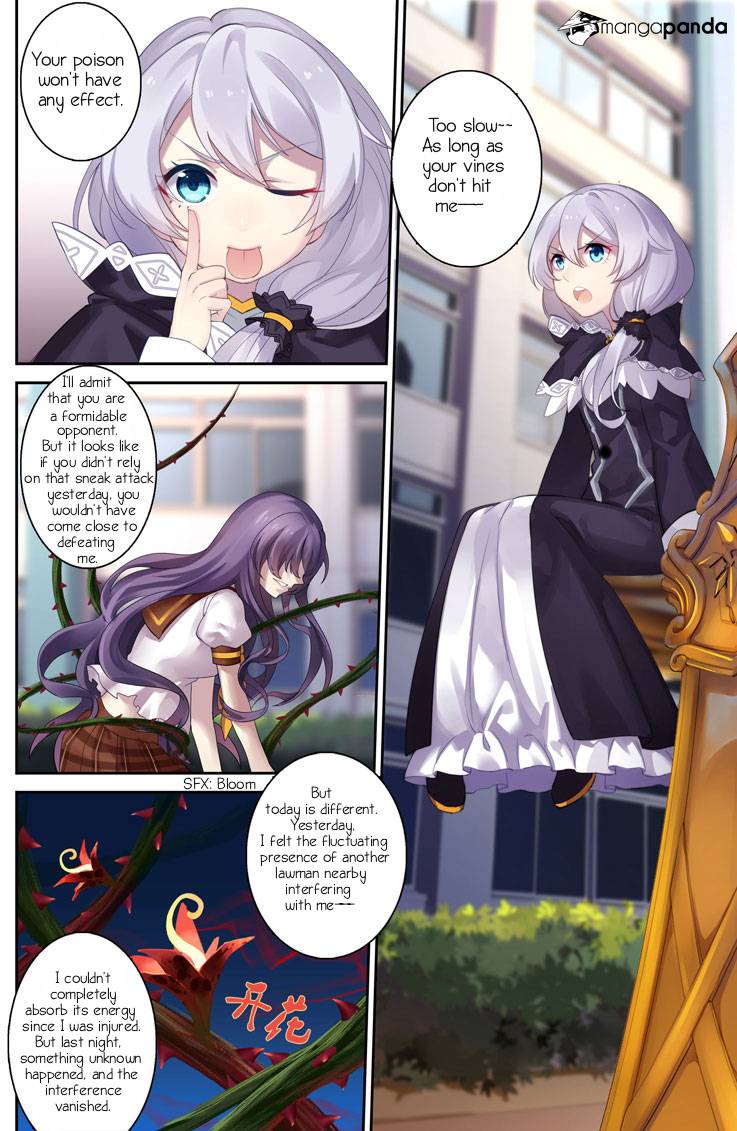 mangapanda
Too slow~~
As long as
your vines
don't hit
me——
Your poison
won't have
any effect.
I'll admit
that you are
a formidable
opponent.
But it looks like
if you didn't rely
on that sneak attack
yesterday, you
wouldn't have
come close to
defeating
me.
SFX: Bloom
But
today is different.
Yesterday,
I felt the fluctuating
presence of another
lawman nearby
interfering
with me——
开花
I couldn't
completely
absorb its energy
since I was injured.
But last night,
something unknown
happened, and the
interference
vanished.